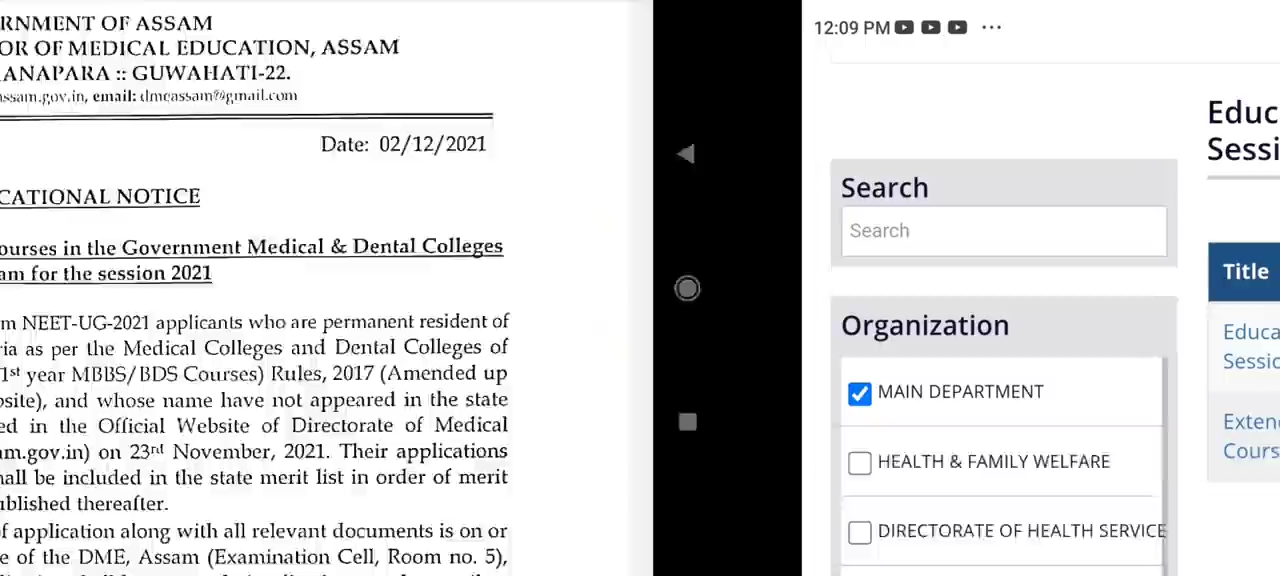 RNMENT OF ASSAM
OR OF MEDICAL EDUCATION, ASSAM
ANAPARA :: GUWAHATI-22.
ssam.gov.in, email: dmeassam@gmail.com
Date: 02/12/2021
CATIONAL NOTICE
ourses in the Government Medical & Dental Colleges
am for the session 2021
m NEET-UG-2021 applicants who are permanent resident of
ria as per the Medical Colleges and Dental Colleges of
1st year MBBS/BDS Courses) Rules, 2017 (Amended up
osite), and whose name have not appeared in the state
ed in the Official Website of Directorate of Medical
am.gov.in) on 23rd November, 2021. Their applications
hall be included in the state merit list in order of merit
ublished thereafter.
of application along with all relevant documents is on or
e of the DME, Assam (Examination Cell, Room no. 5),
12:09 PM
Search
Search
Organization
MAIN DEPARTMENT
HEALTH & FAMILY WELFARE
DIRECTORATE OF HEALTH SERVICE
Educ
Sessi
Title
Educa
Sessic
Exten
Cours